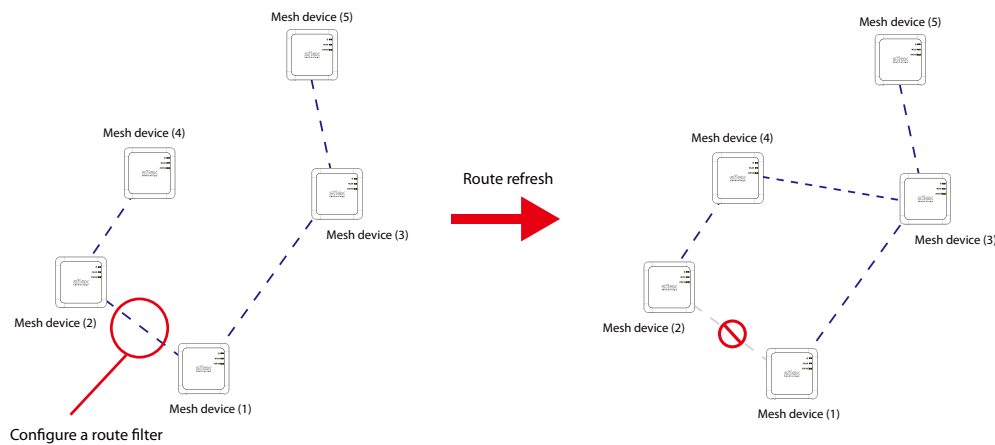 Mesh device (5)
Mesh device (4)
Mesh device (3)
Mesh device (2)
Mesh device (1)
Configure a route filter
Route refresh
Mesh device (5)
Mesh device (4)
Mesh device (3)
Mesh device (2)
Mesh device (1)